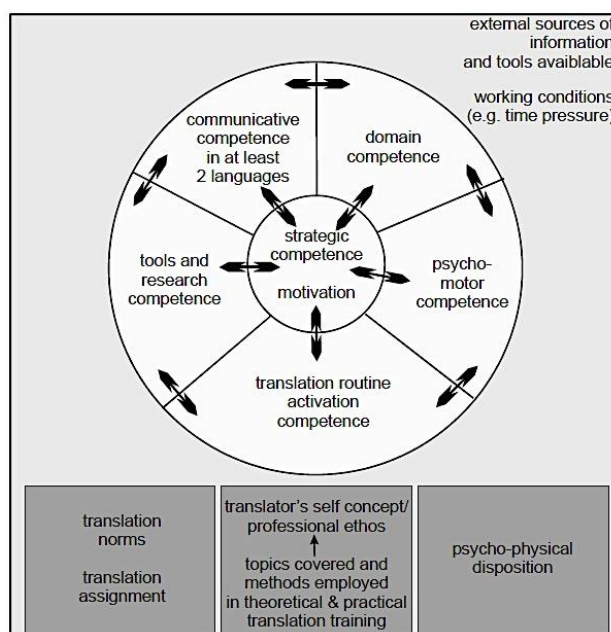 external sources of
information
and tools avaiblable
working conditions
(e.g. time pressure)
communicative
competence
in at least
2 languages
domain
competence
strategic
competence
motivation
tools and
research
competence
psycho-
motor
competence
translation routine
activation
competence
translation
norms
translation
assignment
translator's self concept/
professional ethos
topics covered and
methods employed
in theoretical & practical
translation training
psycho-physical
disposition